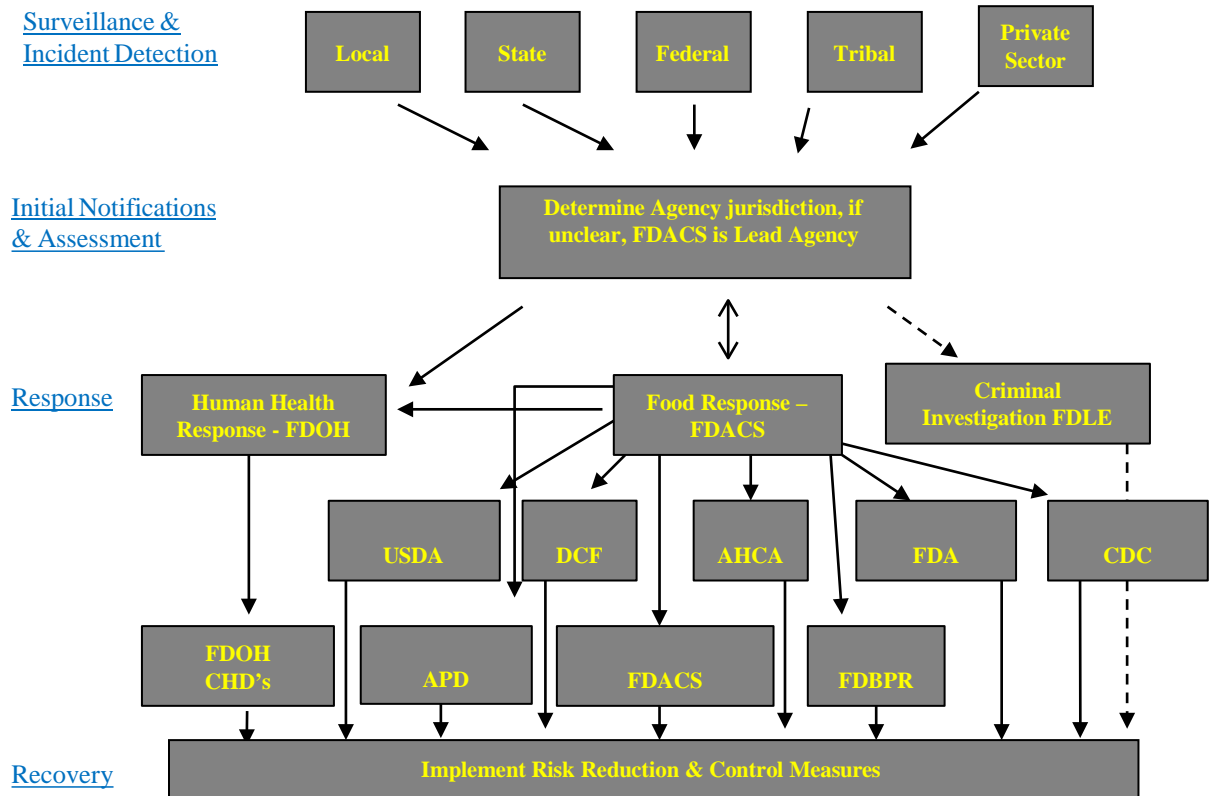 Surveillance &
Incident Detection
Local
State
Federal
Tribal
Private
Sector
Initial Notifications
& Assessment
Determine Agency jurisdiction, if
unclear, FDACS is Lead Agency
Response
Human Health
Response - FDOH
Food Response –
FDACS
Criminal
Investigation FDLE
USDA
DCF
AHCA
FDA
CDC
FDOH
CHD’s
APD
FDACS
FDBPR
Recovery
Implement Risk Reduction & Control Measures